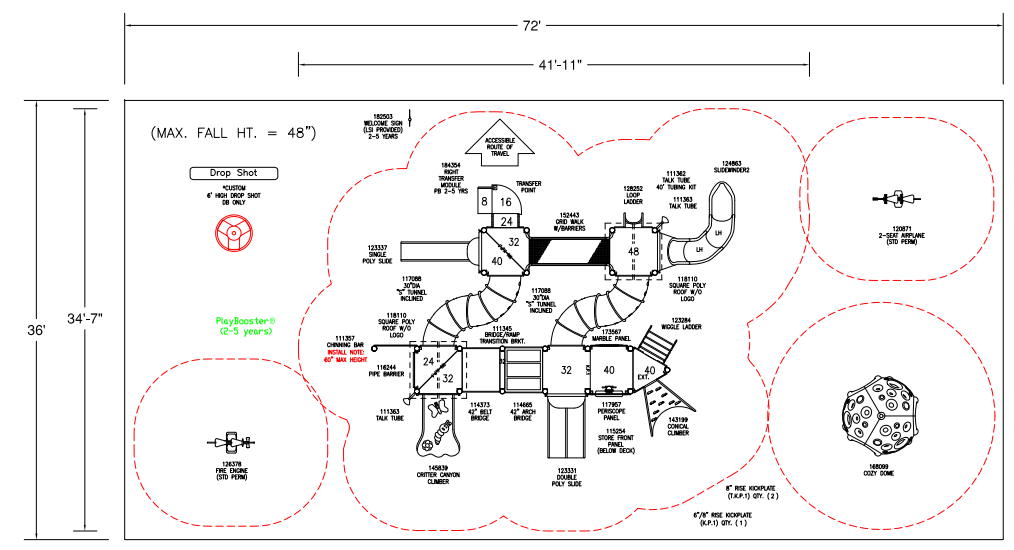 72'
41'-11"
36'
34'-7"
(MAX. FALL HT. = 48")
Drop Shot
*CUSTOM
6' HIGH DROP SHOT
DB ONLY
182503
WELCOME SIGN
(LSI PROVIDED)
2-5 YEARS
ACCESSIBLE
ROUTE OF
TRAVEL
184354
RIGHT
TRANSFER
MODULE
PB 2-5 YRS
TRANSFER
POINT
8
16
24
32
40
152443
GRID WALK
W/BARRIERS
128252
LOOP
LADDER
111362
TALK TUBE
40' TUBING KIT
111363
TALK TUBE
124863
SLIDEWINDER2
LH
LH
48
120871
2-SEAT AIRPLANE
(STD PERM)
123337
SINGLE
POLY SLIDE
117088
30"DIA
"S" TUNNEL
INCLINED
117088
30"DIA
"S" TUNNEL
INCLINED
118110
SQUARE POLY
ROOF W/O
LOGO
118110
SQUARE POLY
ROOF W/O
LOGO
PlayBooster®
(2-5 years)
111357
CHINNING BAR
INSTALL NOTE:
60" MAX HEIGHT
116244
PIPE BARRIER
111345
BRIDGE/RAMP
TRANSITION BRKT.
173567
MARBLE PANEL
123284
WIGGLE LADDER
24
32
32
40
40
EXT.
111363
TALK TUBE
114373
42" BELT
BRIDGE
114665
42" ARCH
BRIDGE
117957
PERISCOPE
PANEL
115254
STORE FRONT
PANEL
(BELOW DECK)
143199
CONICAL
CLIMBER
145839
CRITTER CANYON
CLIMBER
123331
DOUBLE
POLY SLIDE
126378
FIRE ENGINE
(STD PERM)
168099
COZY DOME
8" RISE KICKPLATE
(T.K.P.1) QTY. ( 2 )
6"/8" RISE KICKPLATE
(K.P.1) QTY. ( 1 )